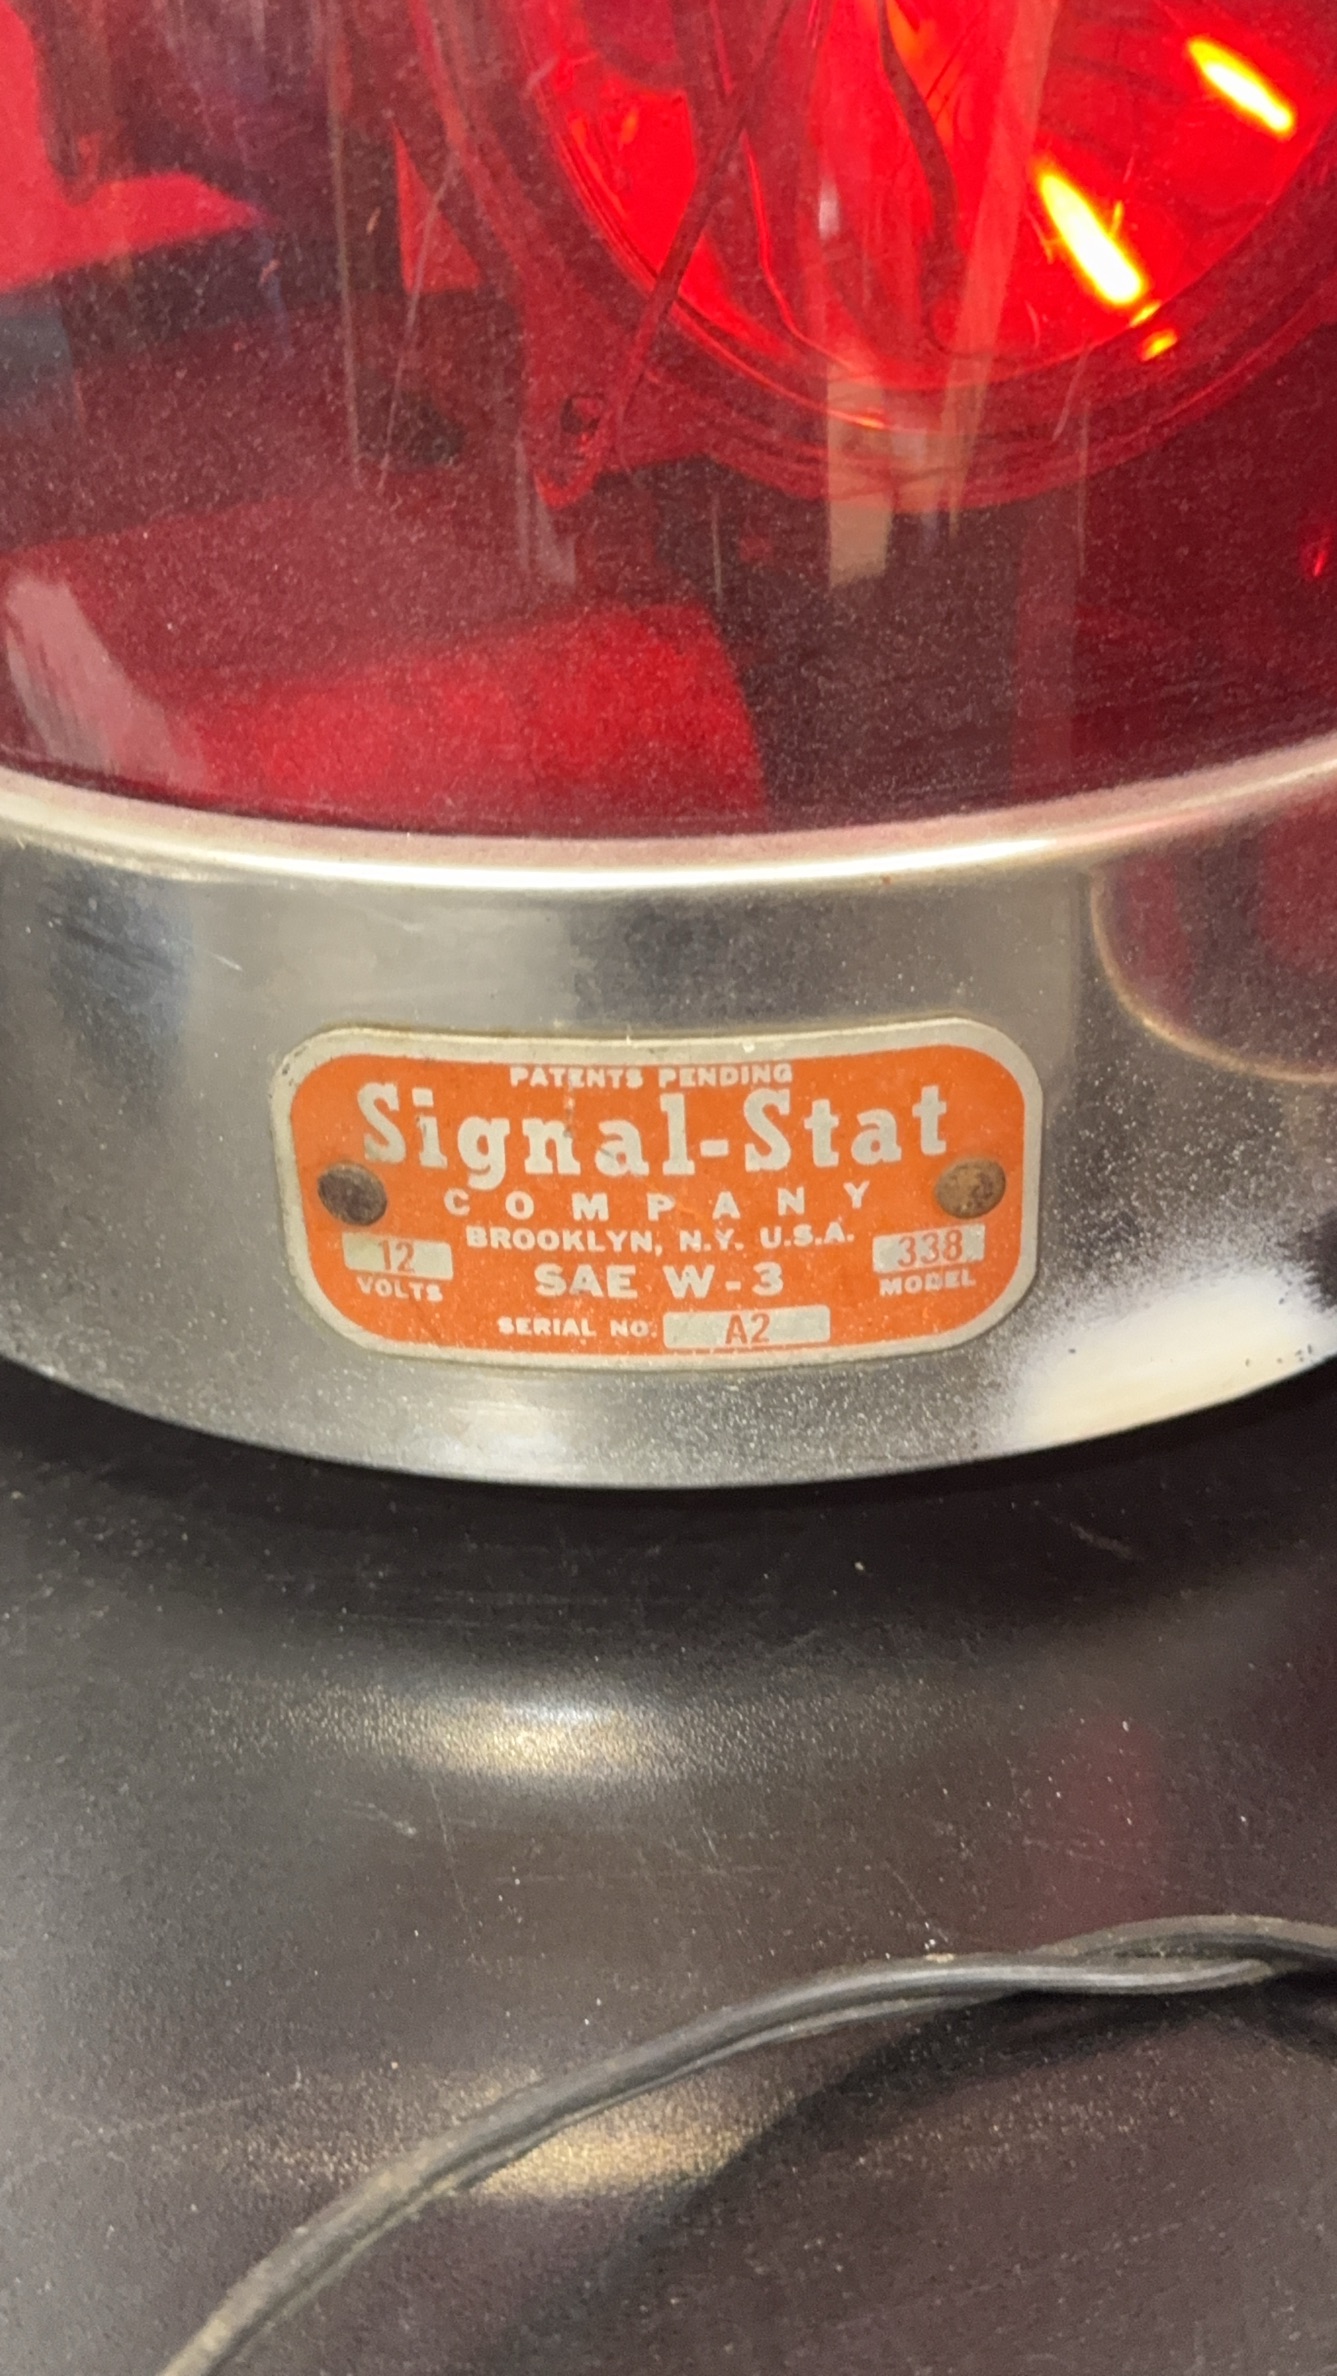 PATENTS PENDING
Signal-Stat
COMPANY
BROOKLYN, N.Y. U.S.A.
12 338
VOLTS SAE W-3 MODEL
SERIAL NO. A2